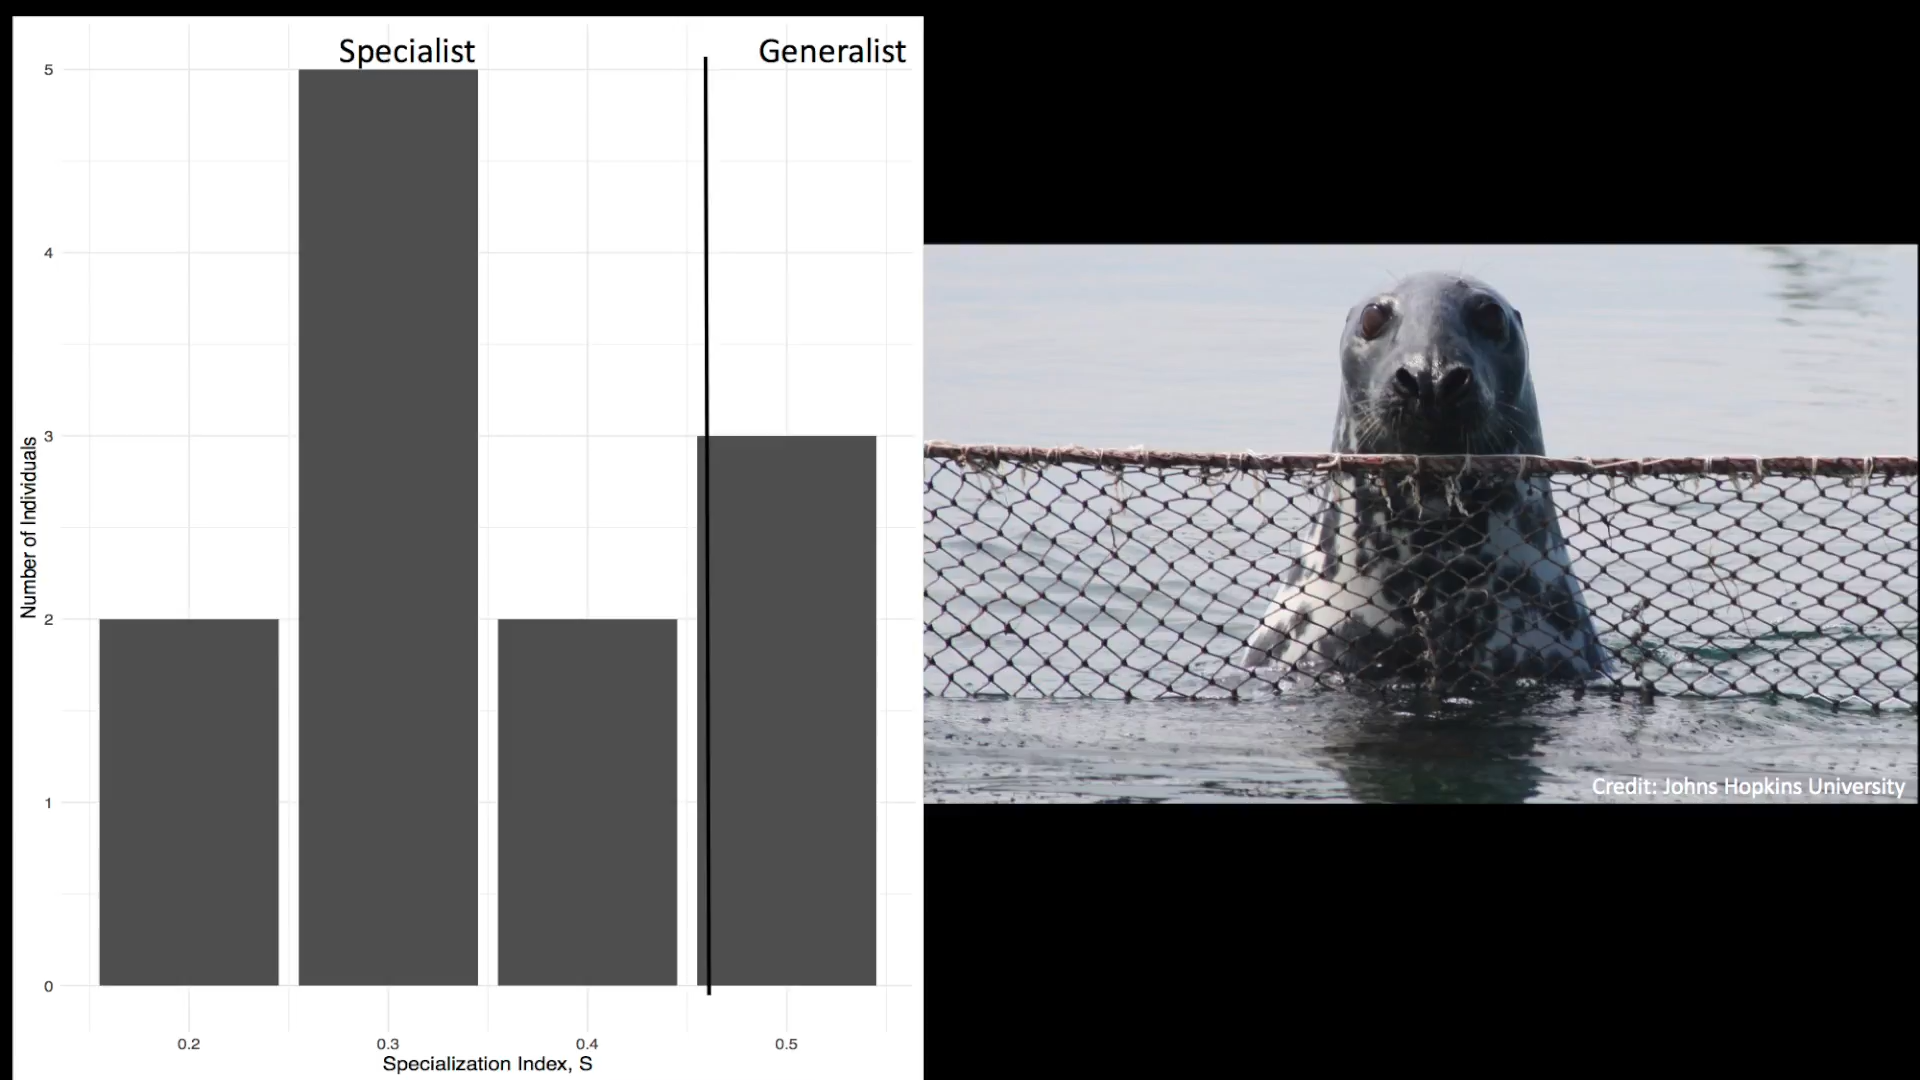 Specialist
Generalist
5
4
3
2
1
0
Number of Individuals
0.2
0.3
0.4
0.5
Specialization Index, S
Credit: Johns Hopkins University